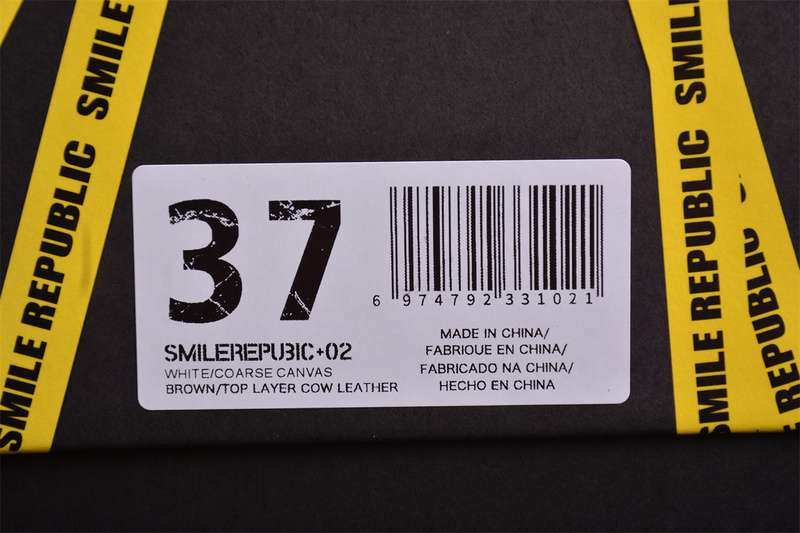 SMILE REPUBLIC SMILE
37
6 974792 331021
SMILEREPU3IC+02
WHITE/COARSE CANVAS
BROWN/TOP LAYER COW LEATHER
MADE IN CHINA/
FABRIQUE EN CHINA/
FABRICADO NA CHINA/
HECHO EN CHINA
SMILE REPUBLIC SMILE
REPUBLIC